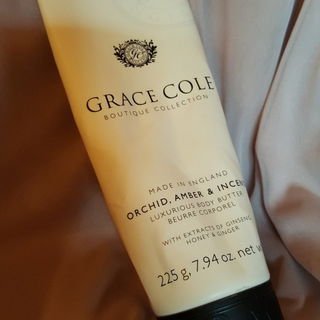 GRACE COLE
BOUTIQUE COLLECTION
MADE IN ENGLAND
ORCHID, AMBER &
LUXURIOUS BODY BUTTER
BEURRE CORPOREL
WITH EXTRACTS OF GINSENG
HONEY & GINGER
225 g, 7.94 oz. net